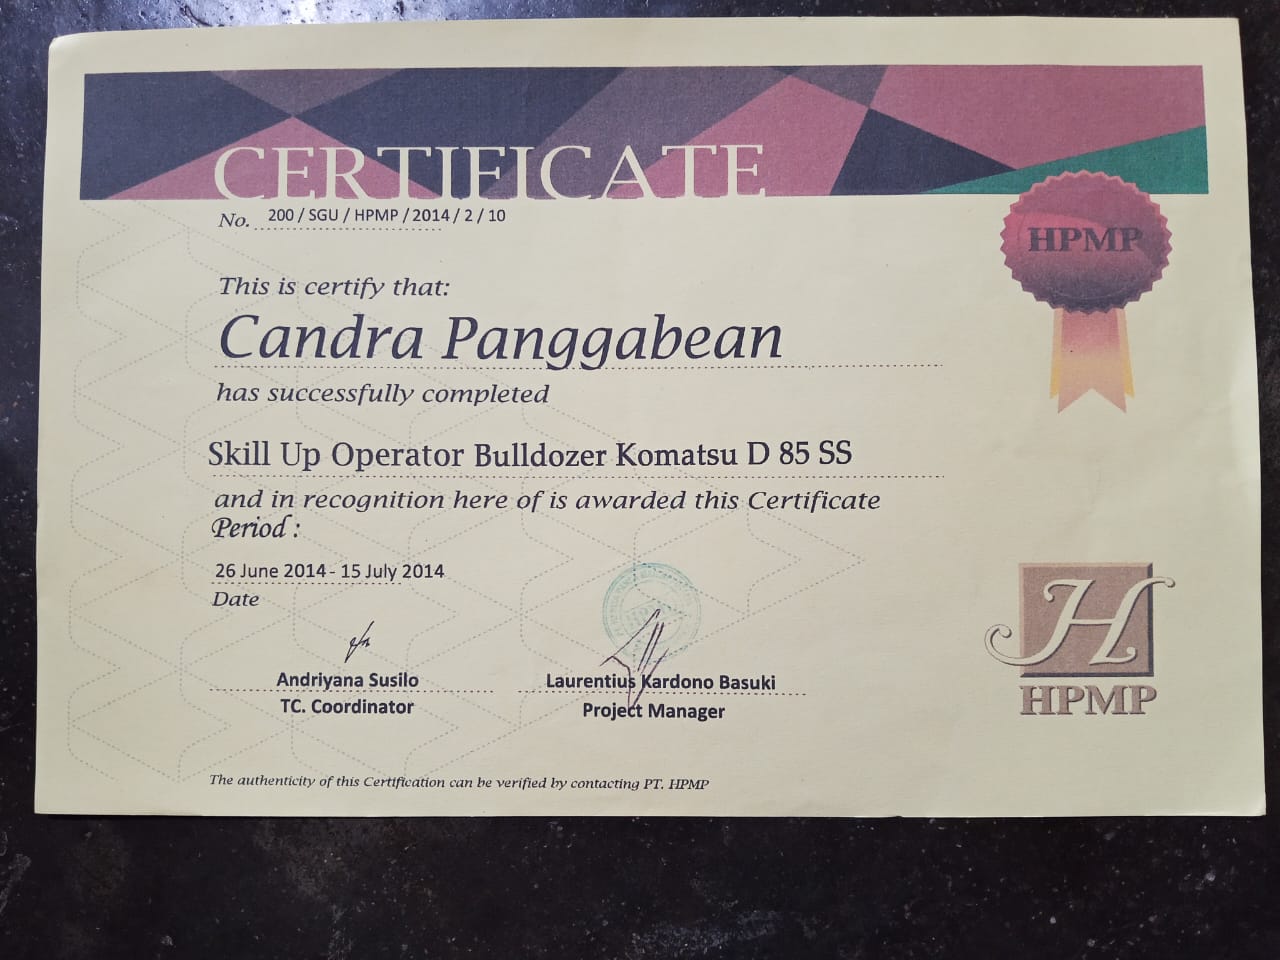 CERTIFICATE
No. 200 / SGU / HPMP / 2014 / 2 / 10
HPMP
This is certify that:
Candra Panggabean
has successfully completed
Skill Up Operator Bulldozer Komatsu D 85 SS
and in recognition here of is awarded this Certificate
Period :
26 June 2014 - 15 July 2014
Date
Andriyana Susilo
TC. Coordinator
Laurentius Kardono Basuki
Project Manager
H
HPMP
The authenticity of this Certification can be verified by contacting PT. HPMP